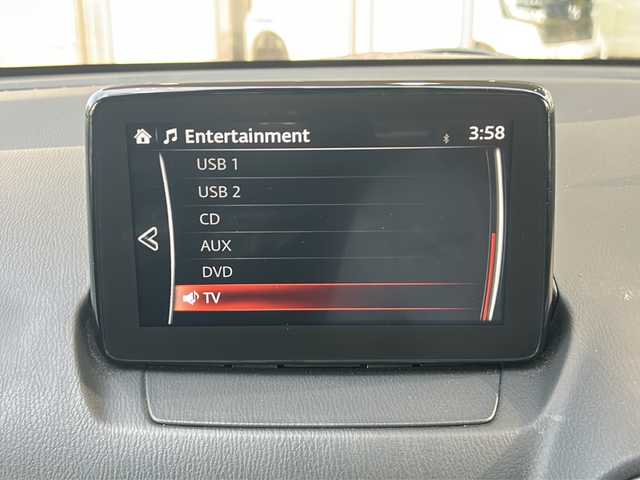 Entertainment 3:58
USB 1
USB 2
CD
AUX
DVD
TV